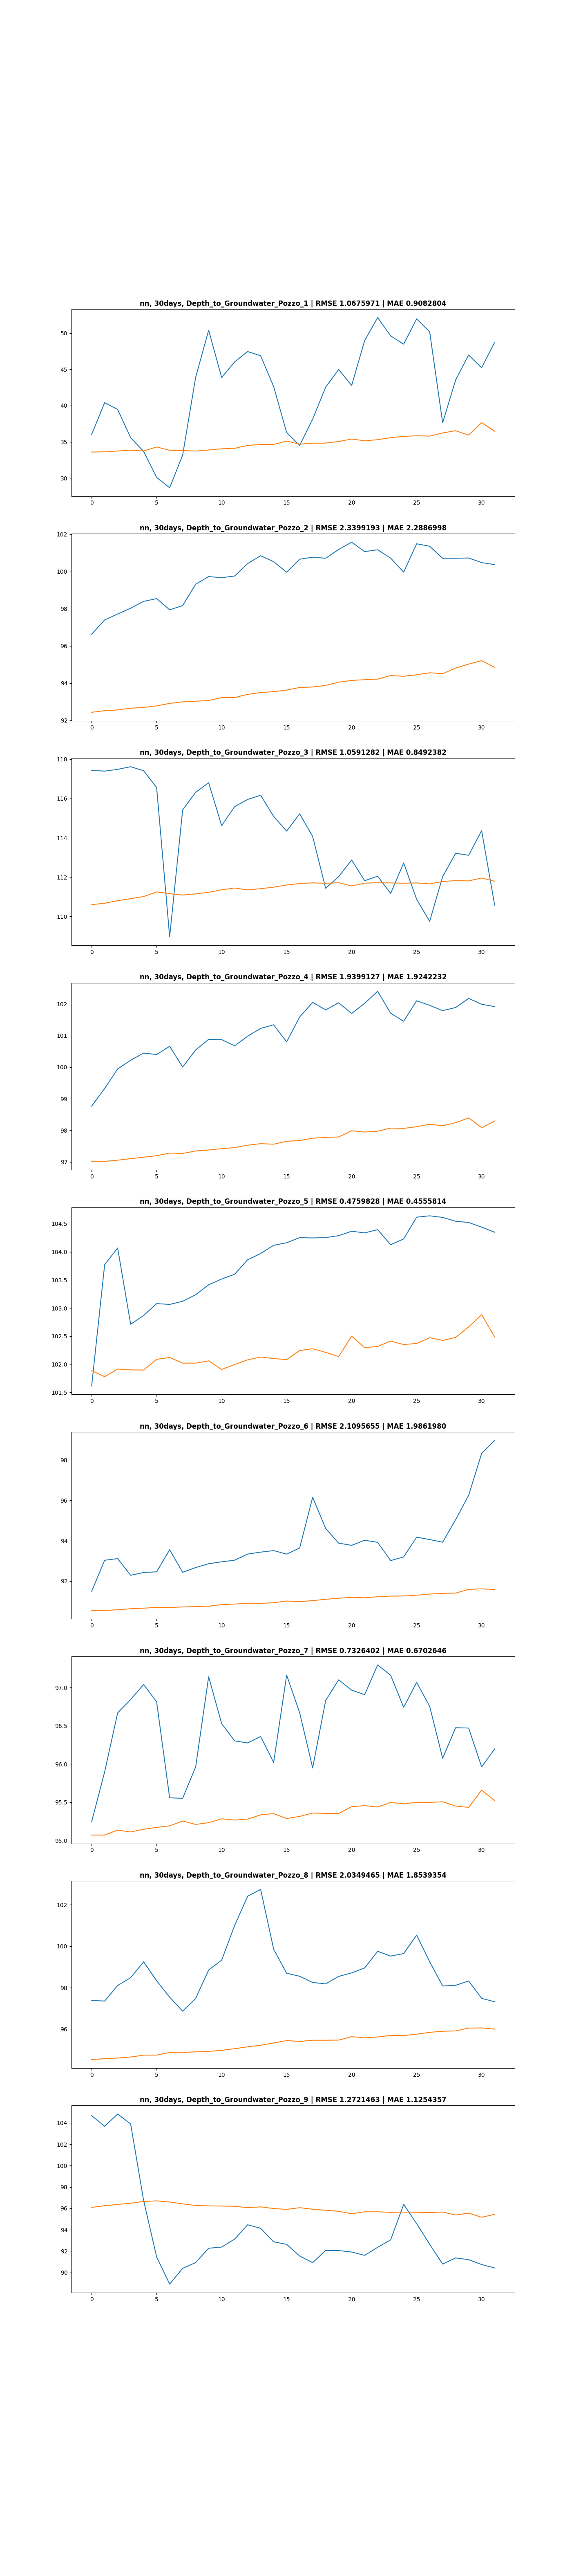 nn, 30days, Depth_to_Groundwater_Pozzo_1 | RMSE 1.0675971 | MAE 0.9082804
50
45
40
35
30
0 5 10 15 20 25 30
nn, 30days, Depth_to_Groundwater_Pozzo_2 | RMSE 2.3399193 | MAE 2.2886998
102
100
98
96
94
92
0 5 10 15 20 25 30
nn, 30days, Depth_to_Groundwater_Pozzo_3 | RMSE 1.0591282 | MAE 0.8492382
118
116
114
112
110
0 5 10 15 20 25 30
nn, 30days, Depth_to_Groundwater_Pozzo_4 | RMSE 1.9399127 | MAE 1.9242232
102
101
100
99
98
97
0 5 10 15 20 25 30
nn, 30days, Depth_to_Groundwater_Pozzo_5 | RMSE 0.4759828 | MAE 0.4555814
104.5
104.0
103.5
103.0
102.5
102.0
101.5
0 5 10 15 20 25 30
nn, 30days, Depth_to_Groundwater_Pozzo_6 | RMSE 2.1095655 | MAE 1.9861980
98
96
94
92
0 5 10 15 20 25 30
nn, 30days, Depth_to_Groundwater_Pozzo_7 | RMSE 0.7326402 | MAE 0.6702646
97.0
96.5
96.0
95.5
95.0
0 5 10 15 20 25 30
nn, 30days, Depth_to_Groundwater_Pozzo_8 | RMSE 2.0349465 | MAE 1.8539354
102
100
98
96
0 5 10 15 20 25 30
nn, 30days, Depth_to_Groundwater_Pozzo_9 | RMSE 1.2721463 | MAE 1.1254357
104
102
100
98
96
94
92
90
0 5 10 15 20 25 30